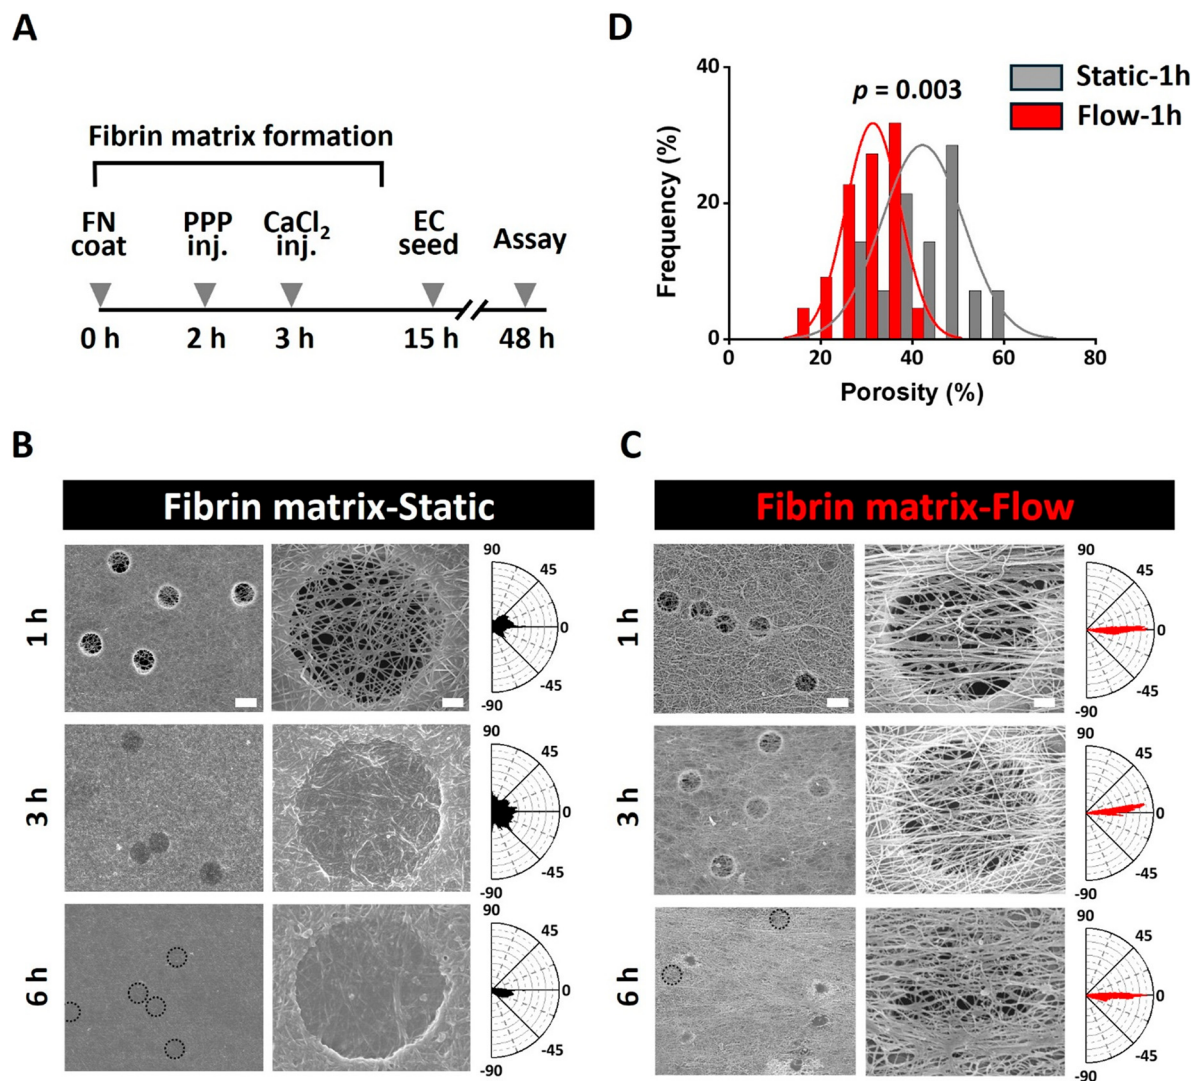 A
Fibrin matrix formation
FN coat
PPP inj.
CaCl₂ inj.
EC seed
Assay
0 h
2 h
3 h
15 h
48 h
D
40
20
0
Frequency (%)
p = 0.003
Static-1h
Flow-1h
0
20
40
60
80
Porosity (%)
B
Fibrin matrix-Static
1 h
90
45
0
-45
-90
3 h
90
45
0
-45
-90
6 h
90
45
0
-45
-90
C
Fibrin matrix-Flow
1 h
90
45
0
-45
-90
3 h
90
45
0
-45
-90
6 h
90
45
0
-45
-90